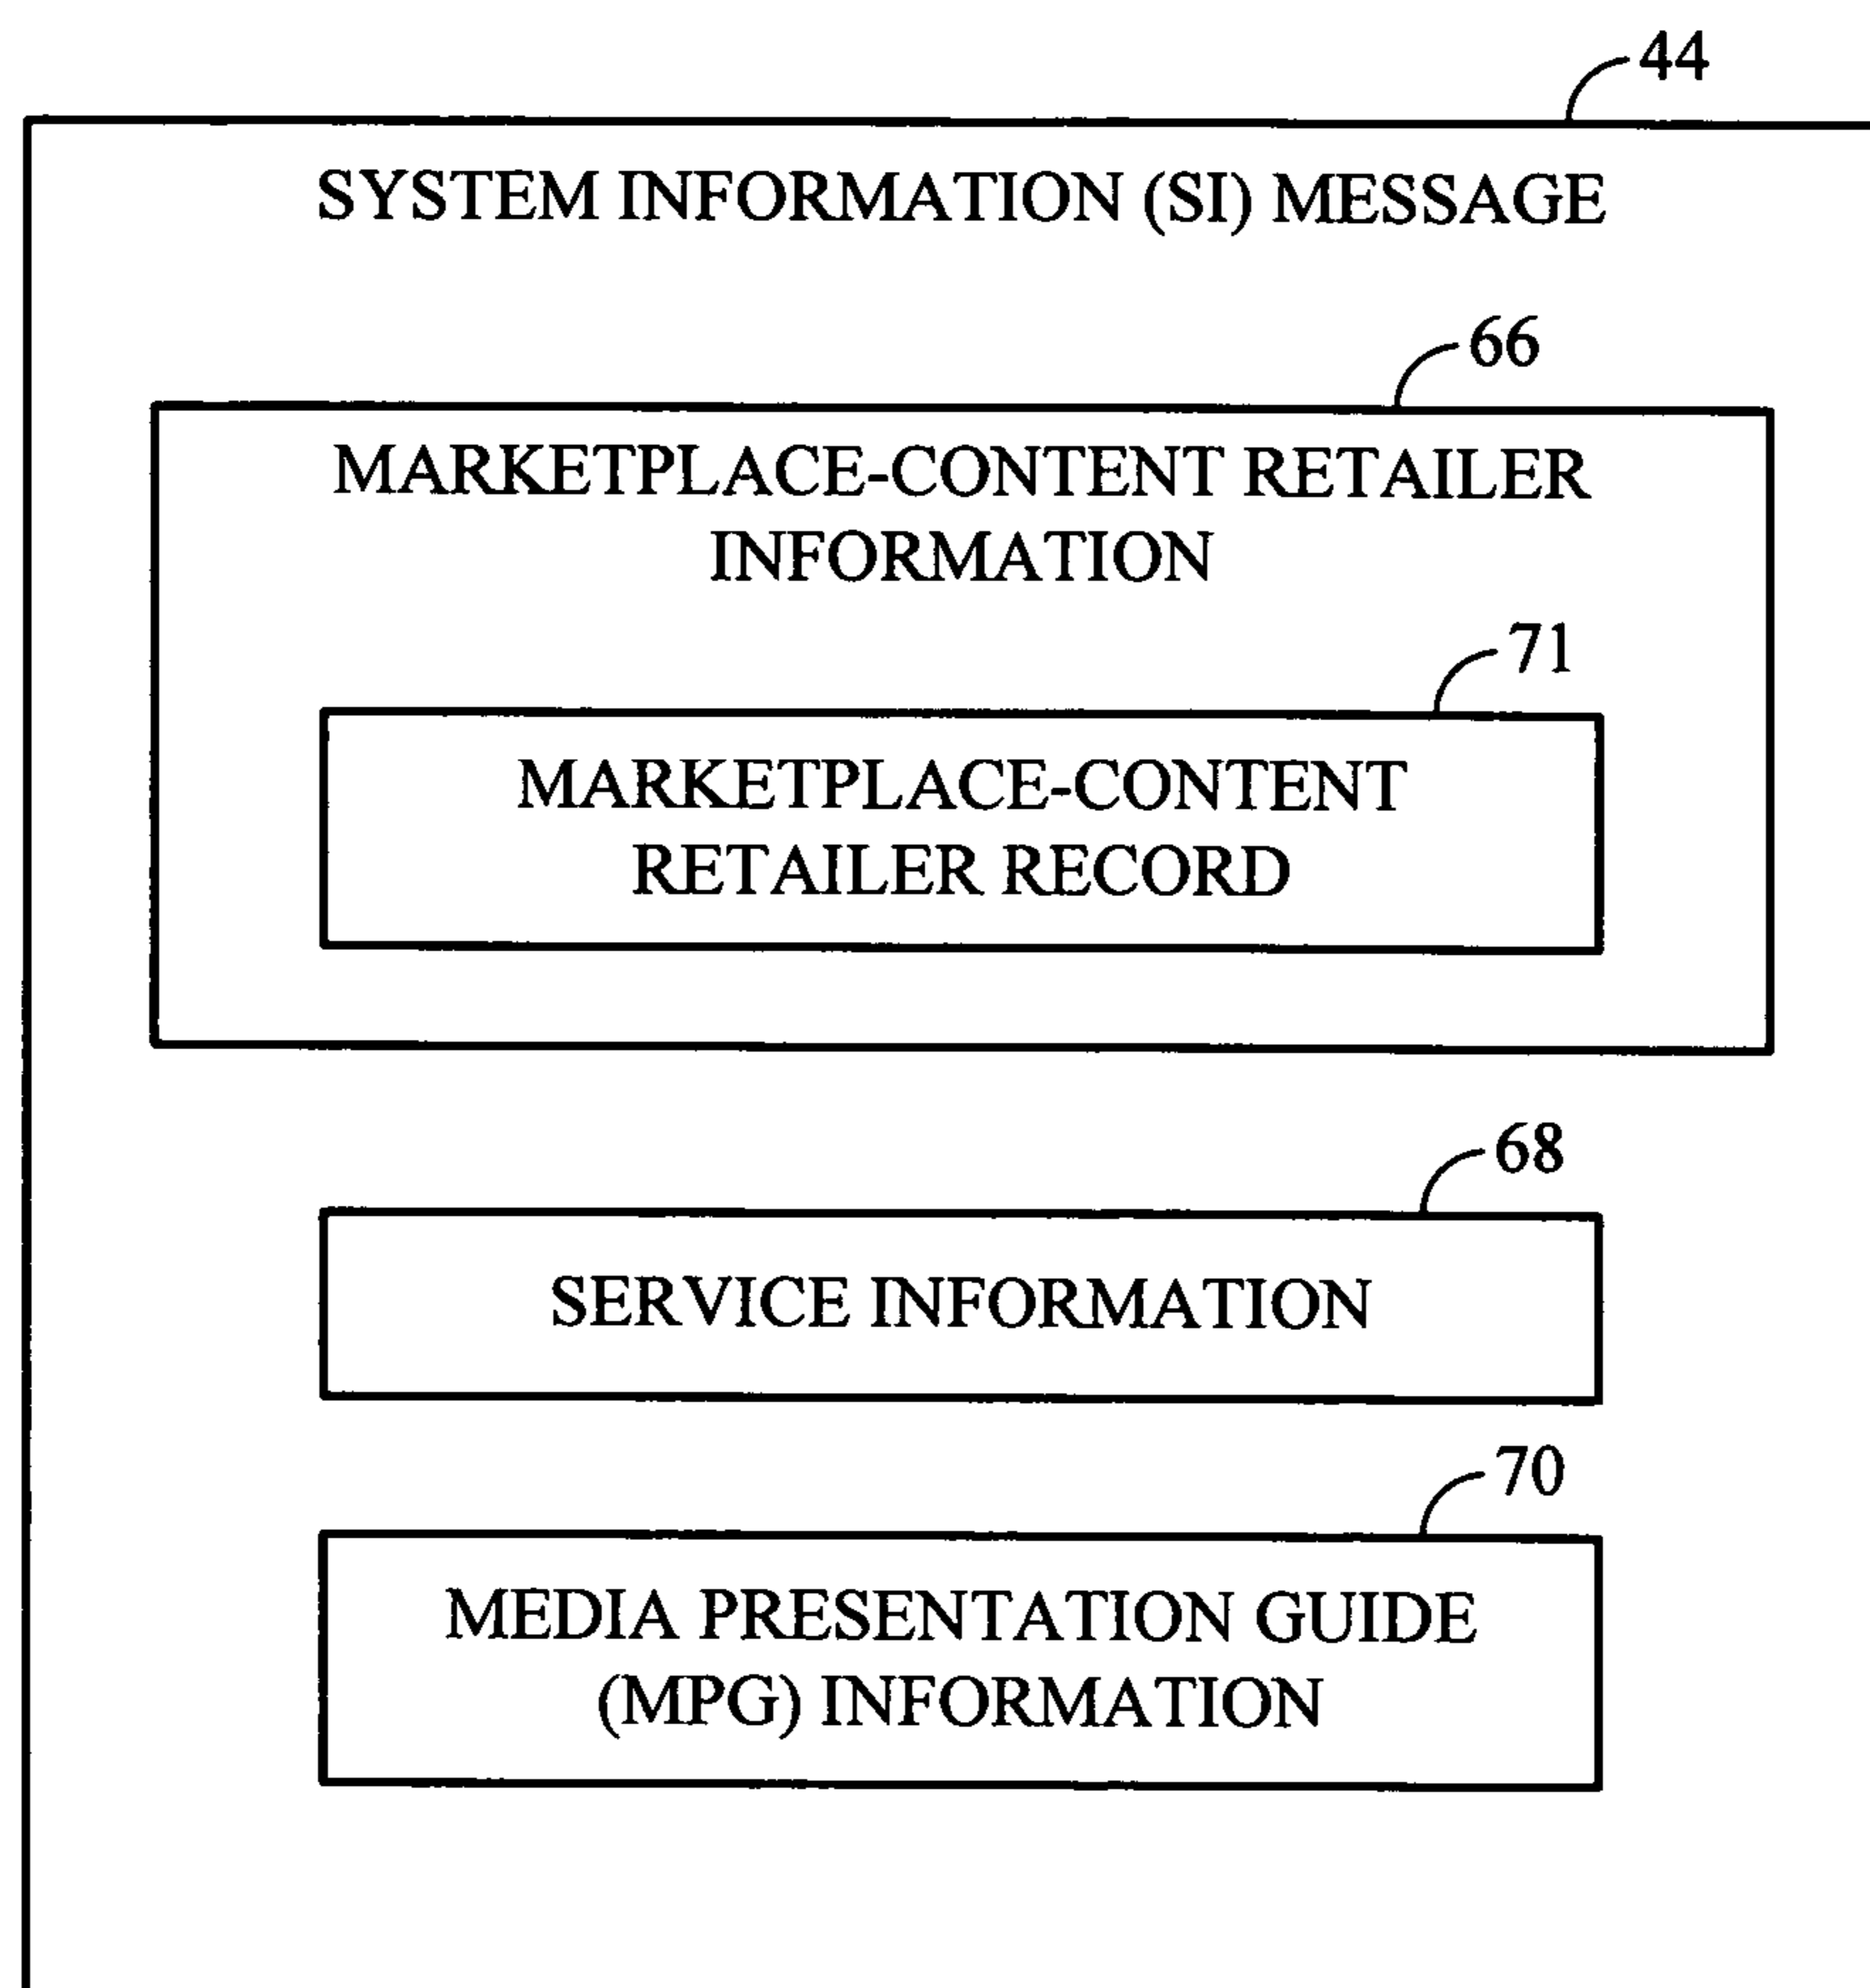 44
SYSTEM INFORMATION (SI) MESSAGE
66
MARKETPLACE-CONTENT RETAILER
INFORMATION
71
MARKETPLACE-CONTENT
RETAILER RECORD
68
SERVICE INFORMATION
70
MEDIA PRESENTATION GUIDE
(MPG) INFORMATION